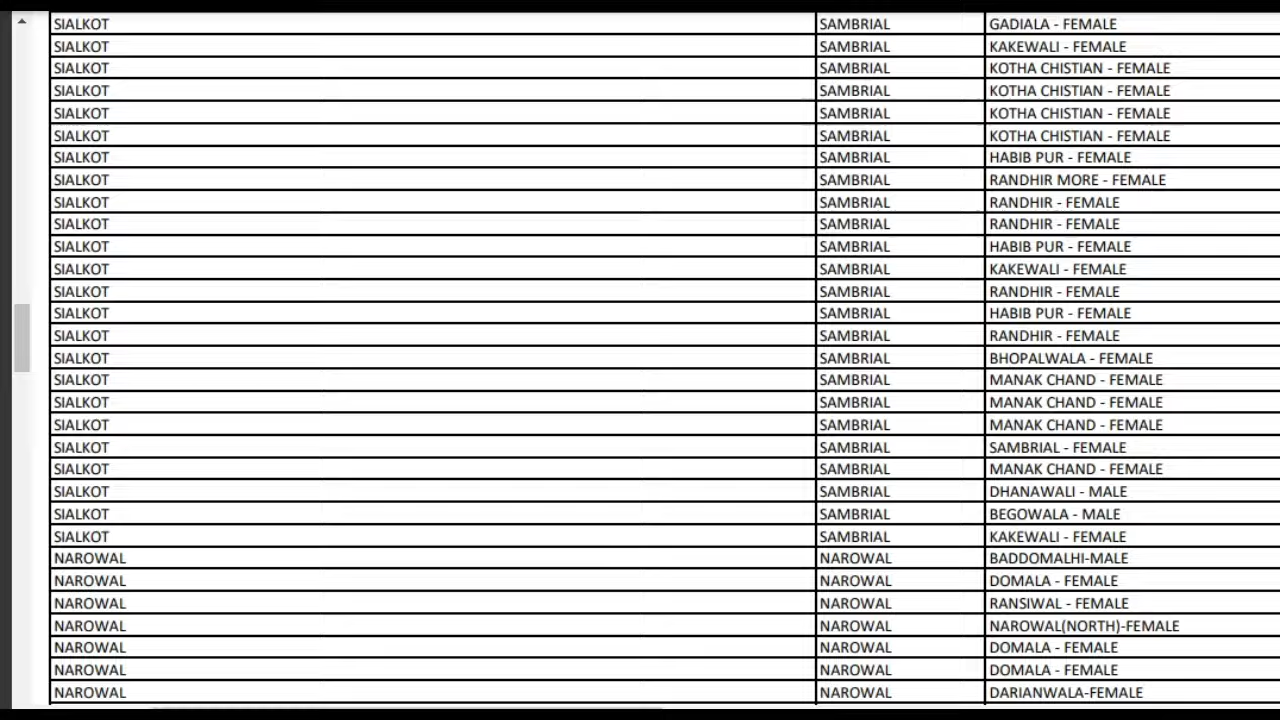 SIALKOT SAMBRIAL GADIALA - FEMALE
SIALKOT SAMBRIAL KAKEWALI - FEMALE
SIALKOT SAMBRIAL KOTHA CHISTIAN - FEMALE
SIALKOT SAMBRIAL KOTHA CHISTIAN - FEMALE
SIALKOT SAMBRIAL KOTHA CHISTIAN - FEMALE
SIALKOT SAMBRIAL KOTHA CHISTIAN - FEMALE
SIALKOT SAMBRIAL HABIB PUR - FEMALE
SIALKOT SAMBRIAL RANDHIR MORE - FEMALE
SIALKOT SAMBRIAL RANDHIR - FEMALE
SIALKOT SAMBRIAL RANDHIR - FEMALE
SIALKOT SAMBRIAL HABIB PUR - FEMALE
SIALKOT SAMBRIAL KAKEWALI - FEMALE
SIALKOT SAMBRIAL RANDHIR - FEMALE
SIALKOT SAMBRIAL HABIB PUR - FEMALE
SIALKOT SAMBRIAL RANDHIR - FEMALE
SIALKOT SAMBRIAL BHOPALWALA - FEMALE
SIALKOT SAMBRIAL MANAK CHAND - FEMALE
SIALKOT SAMBRIAL MANAK CHAND - FEMALE
SIALKOT SAMBRIAL MANAK CHAND - FEMALE
SIALKOT SAMBRIAL SAMBRIAL - FEMALE
SIALKOT SAMBRIAL MANAK CHAND - FEMALE
SIALKOT SAMBRIAL DHANAWALI - MALE
SIALKOT SAMBRIAL BEGOWALA - MALE
SIALKOT SAMBRIAL KAKEWALI - FEMALE
NAROWAL NAROWAL BADDOMALHI-MALE
NAROWAL NAROWAL DOMALA - FEMALE
NAROWAL NAROWAL RANSIWAL - FEMALE
NAROWAL NAROWAL NAROWAL(NORTH)-FEMALE
NAROWAL NAROWAL DOMALA - FEMALE
NAROWAL NAROWAL DOMALA - FEMALE
NAROWAL NAROWAL DARIANWALA-FEMALE